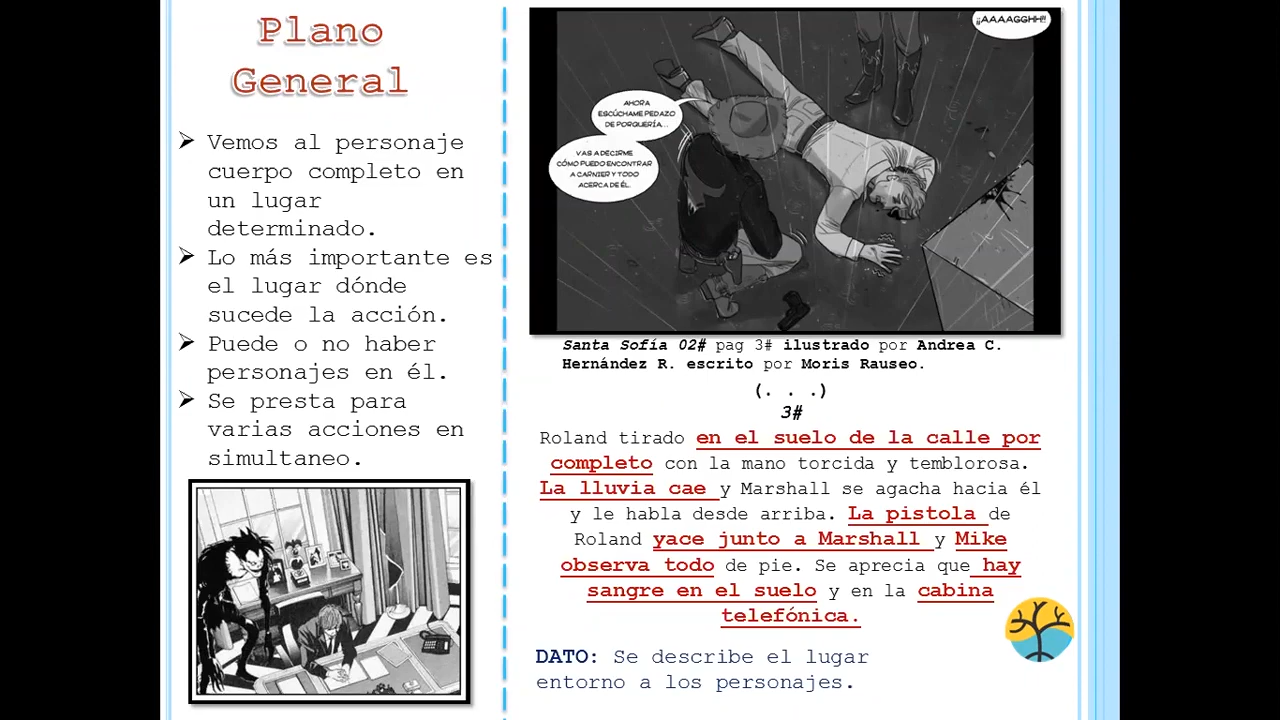 Plano
General
Vemos al personaje
cuerpo completo en
un lugar
determinado.
Lo más importante es
el lugar dónde
sucede la acción.
Puede o no haber
personajes en él.
Se presta para
varias acciones en
simultaneo.
¡¡AAAAGGHH!!
AHORA
ESCÚCHAME PEDAZO
DE PORQUERÍA...
VAS A DECIRME
CÓMO PUEDO ENCONTRAR
A CARNIER Y TODO
ACERCA DE ÉL.
Santa Sofía 02# pag 3# ilustrado por Andrea C.
Hernández R. escrito por Moris Rauseo.
(. . .)
3#
Roland tirado en el suelo de la calle por
completo con la mano torcida y temblorosa.
La lluvia cae y Marshall se agacha hacia él
y le habla desde arriba. La pistola de
Roland yace junto a Marshall y Mike
observa todo de pie. Se aprecia que hay
sangre en el suelo y en la cabina
telefónica.
DATO: Se describe el lugar
entorno a los personajes.